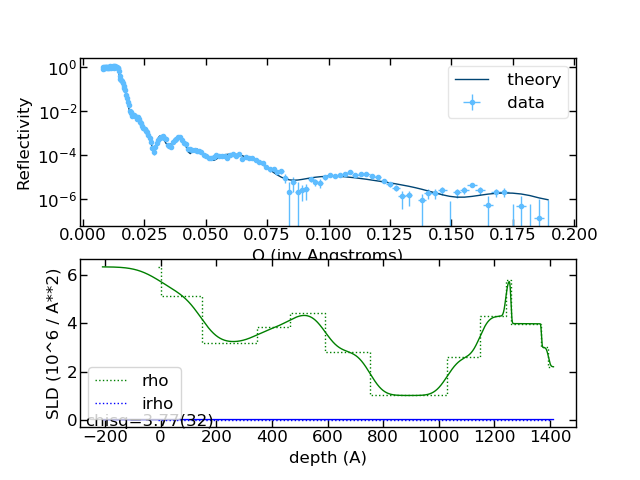 10^0
10^-2
10^-4
10^-6
Reflectivity
theory
data
0.000 0.025 0.050 0.075 0.100 0.125 0.150 0.175 0.200
Q (inv Angstroms)
6
4
2
0
SLD (10^6 / A**2)
rho
irho
chisq=3.77(32)
−200 0 200 400 600 800 1000 1200 1400
depth (A)